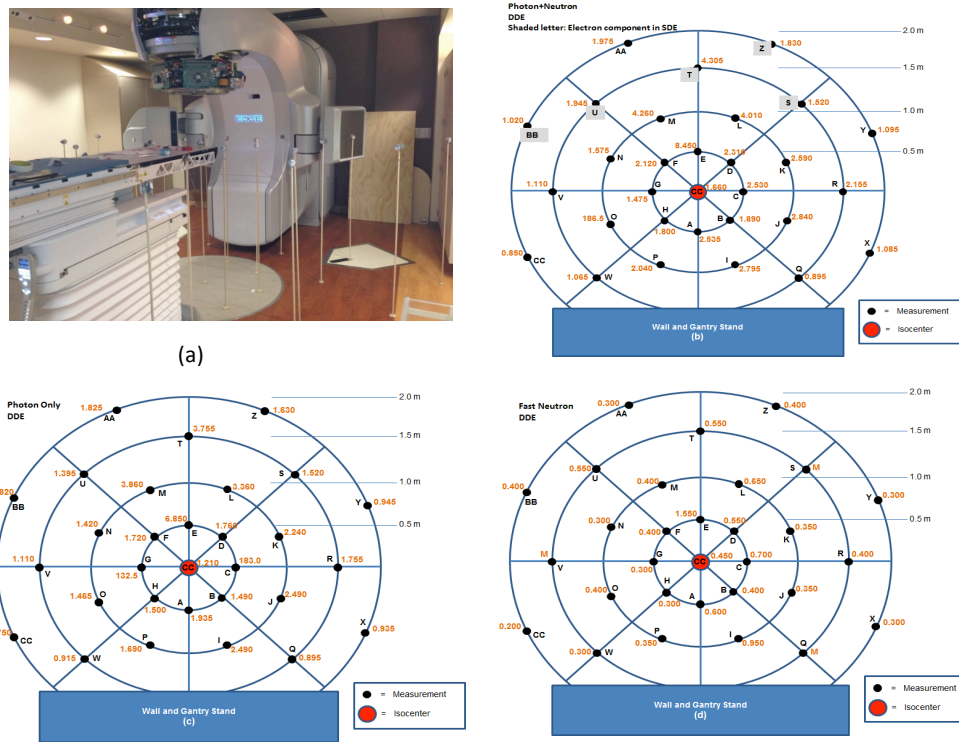 (a)
Photon+Neutron
DDE
Shaded letter: Electron component in SDE
2.0 m
1.5 m
1.0 m
0.5 m
1.975
AA
Z
1.830
4.305
T
1.945
U
S
1.520
1.020
BB
4.260
M
4.010
L
Y
1.095
8.450
E
1.575
N
2.120
F
2.310
D
2.590
K
1.110
V
G
1.475
CC
1.660
C
2.530
R
2.155
186.5
O
H
1.800
A
2.535
B
1.890
J
2.840
0.850
CC
X
1.085
P
2.040
I
2.795
1.065
W
Q
0.895
Wall and Gantry Stand
(b)
= Measurement
= Isocenter
Photon Only
DDE
2.0 m
1.5 m
1.0 m
0.5 m
1.825
AA
Z
1.630
3.755
T
1.395
U
S
1.520
820
BB
3.860
M
3.360
L
Y
0.945
6.850
E
1.420
N
1.720
F
1.760
D
2.240
K
1.110
V
G
132.5
CC
1.210
C
183.0
R
1.755
1.465
O
H
1.500
A
1.935
B
1.490
J
2.490
750
CC
X
0.935
P
1.690
I
2.490
0.915
W
Q
0.895
Wall and Gantry Stand
(c)
= Measurement
= Isocenter
Fast Neutron
DDE
2.0 m
1.5 m
1.0 m
0.5 m
0.300
AA
Z
0.400
0.550
T
0.550
U
S
M
0.400
BB
0.400
M
0.650
L
Y
0.300
1.550
E
0.300
N
0.400
F
0.550
D
0.350
K
M
V
G
0.300
CC
0.450
C
0.700
R
0.400
0.400
O
H
0.300
A
0.600
B
0.400
J
0.350
0.200
CC
X
0.300
P
0.350
I
0.950
0.300
W
Q
M
Wall and Gantry Stand
(d)
= Measurement
= Isocenter